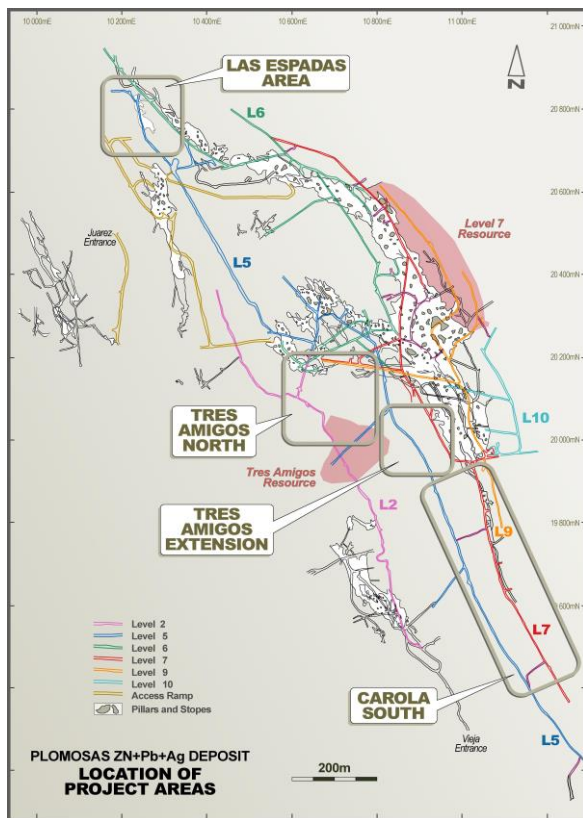 10 000mE
10 200mE
10 400mE
10 600mE
10 800mE
11 000mE
21 000mN
LAS ESPADAS
AREA
N
L6
20 800mN
20 600mN
Juarez
Entrance
L5
Level 7
Resource
20 400mN
20 200mN
TRES
AMIGOS
NORTH
L10
20 000mN
Tres Amigos
Resource
L2
TRES
AMIGOS
EXTENSION
L9
19 800mN
Level 2
Level 5
Level 6
Level 7
Level 9
Level 10
Access Ramp
Pillars and Stopes
L7
600mN
CAROLA
SOUTH
Vieja
Entrance
L5
PLOMOSAS ZN+Pb+Ag DEPOSIT
LOCATION OF
PROJECT AREAS
200m